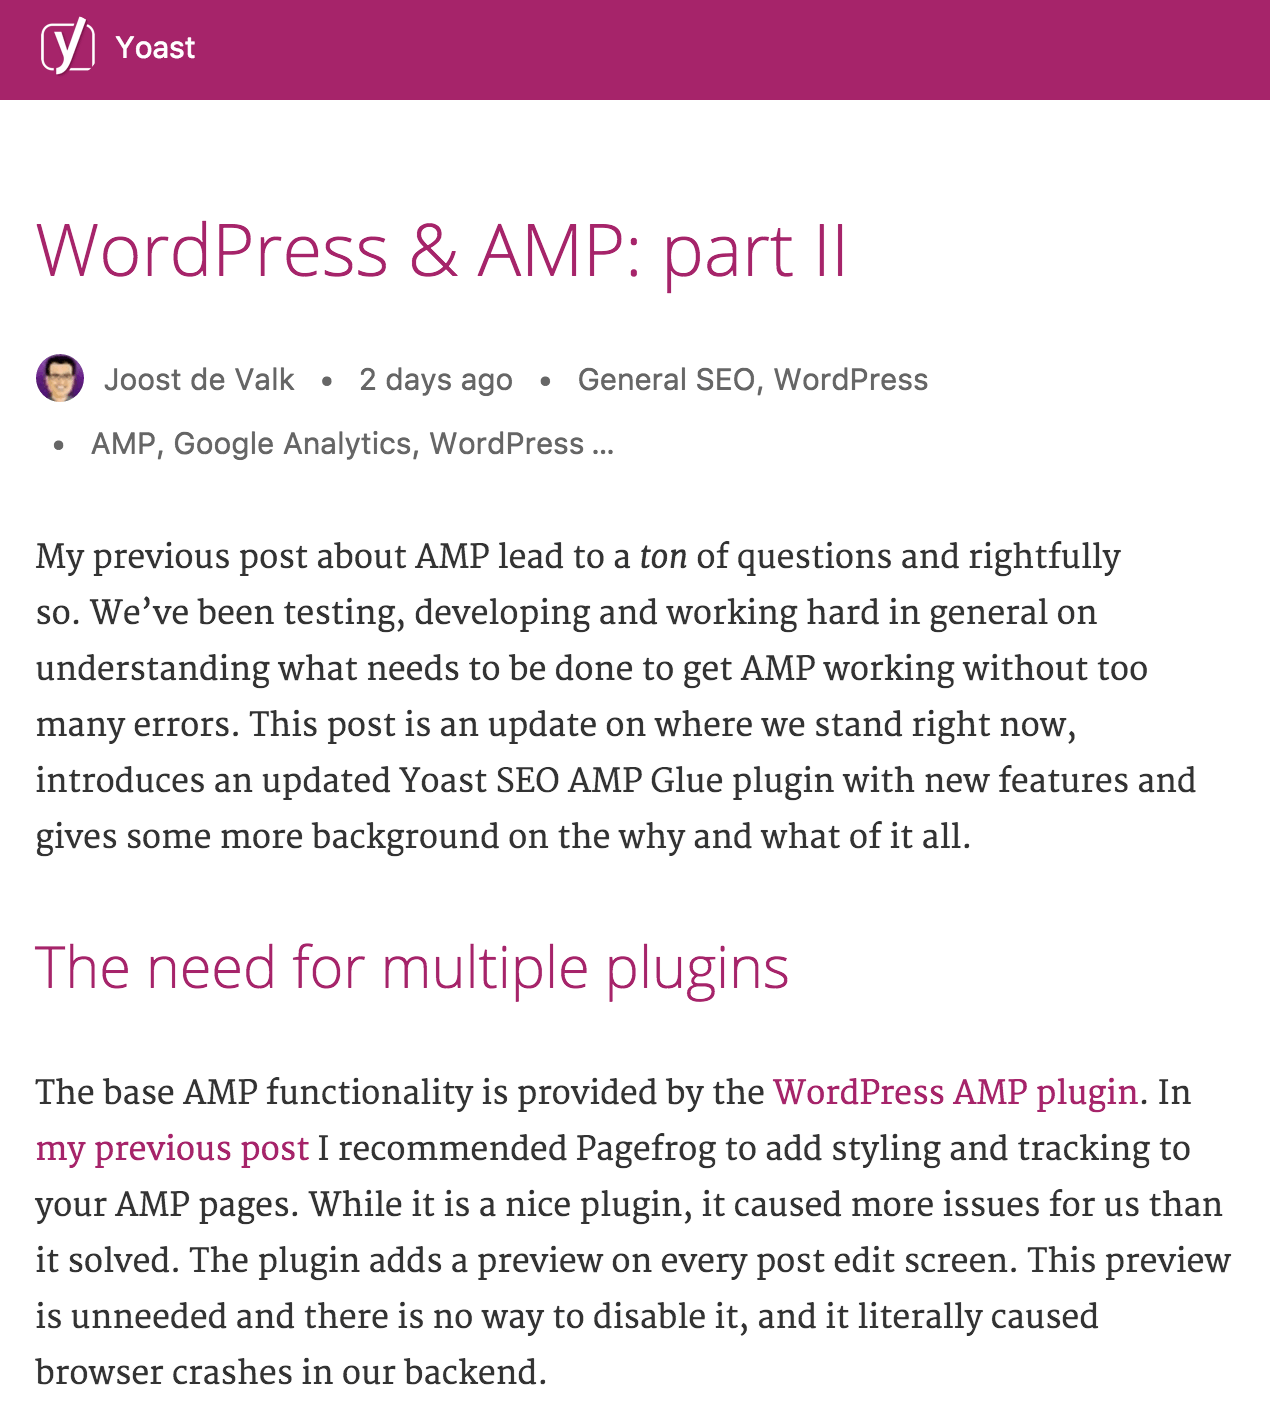 Yoast
WordPress & AMP: part II
Joost de Valk • 2 days ago • General SEO, WordPress
• AMP, Google Analytics, WordPress ...
My previous post about AMP lead to a ton of questions and rightfully
so. We’ve been testing, developing and working hard in general on
understanding what needs to be done to get AMP working without too
many errors. This post is an update on where we stand right now,
introduces an updated Yoast SEO AMP Glue plugin with new features and
gives some more background on the why and what of it all.
The need for multiple plugins
The base AMP functionality is provided by the WordPress AMP plugin. In
my previous post I recommended Pagefrog to add styling and tracking to
your AMP pages. While it is a nice plugin, it caused more issues for us than
it solved. The plugin adds a preview on every post edit screen. This preview
is unneeded and there is no way to disable it, and it literally caused
browser crashes in our backend.